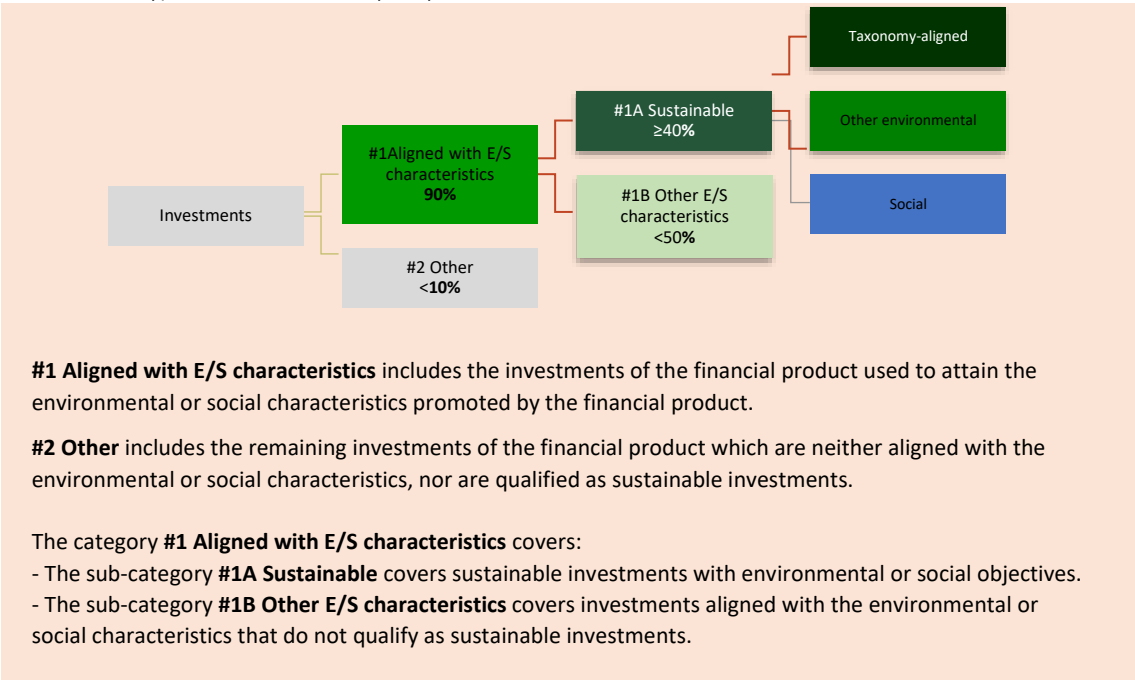 Taxonomy-aligned
#1A Sustainable
≥40%
Other environmental
#1Aligned with E/S
characteristics
90%
#1B Other E/S
characteristics
<50%
Social
Investments
#2 Other
<10%
#1 Aligned with E/S characteristics includes the investments of the financial product used to attain the
environmental or social characteristics promoted by the financial product.
#2 Other includes the remaining investments of the financial product which are neither aligned with the
environmental or social characteristics, nor are qualified as sustainable investments.
The category #1 Aligned with E/S characteristics covers:
- The sub-category #1A Sustainable covers sustainable investments with environmental or social objectives.
- The sub-category #1B Other E/S characteristics covers investments aligned with the environmental or
social characteristics that do not qualify as sustainable investments.